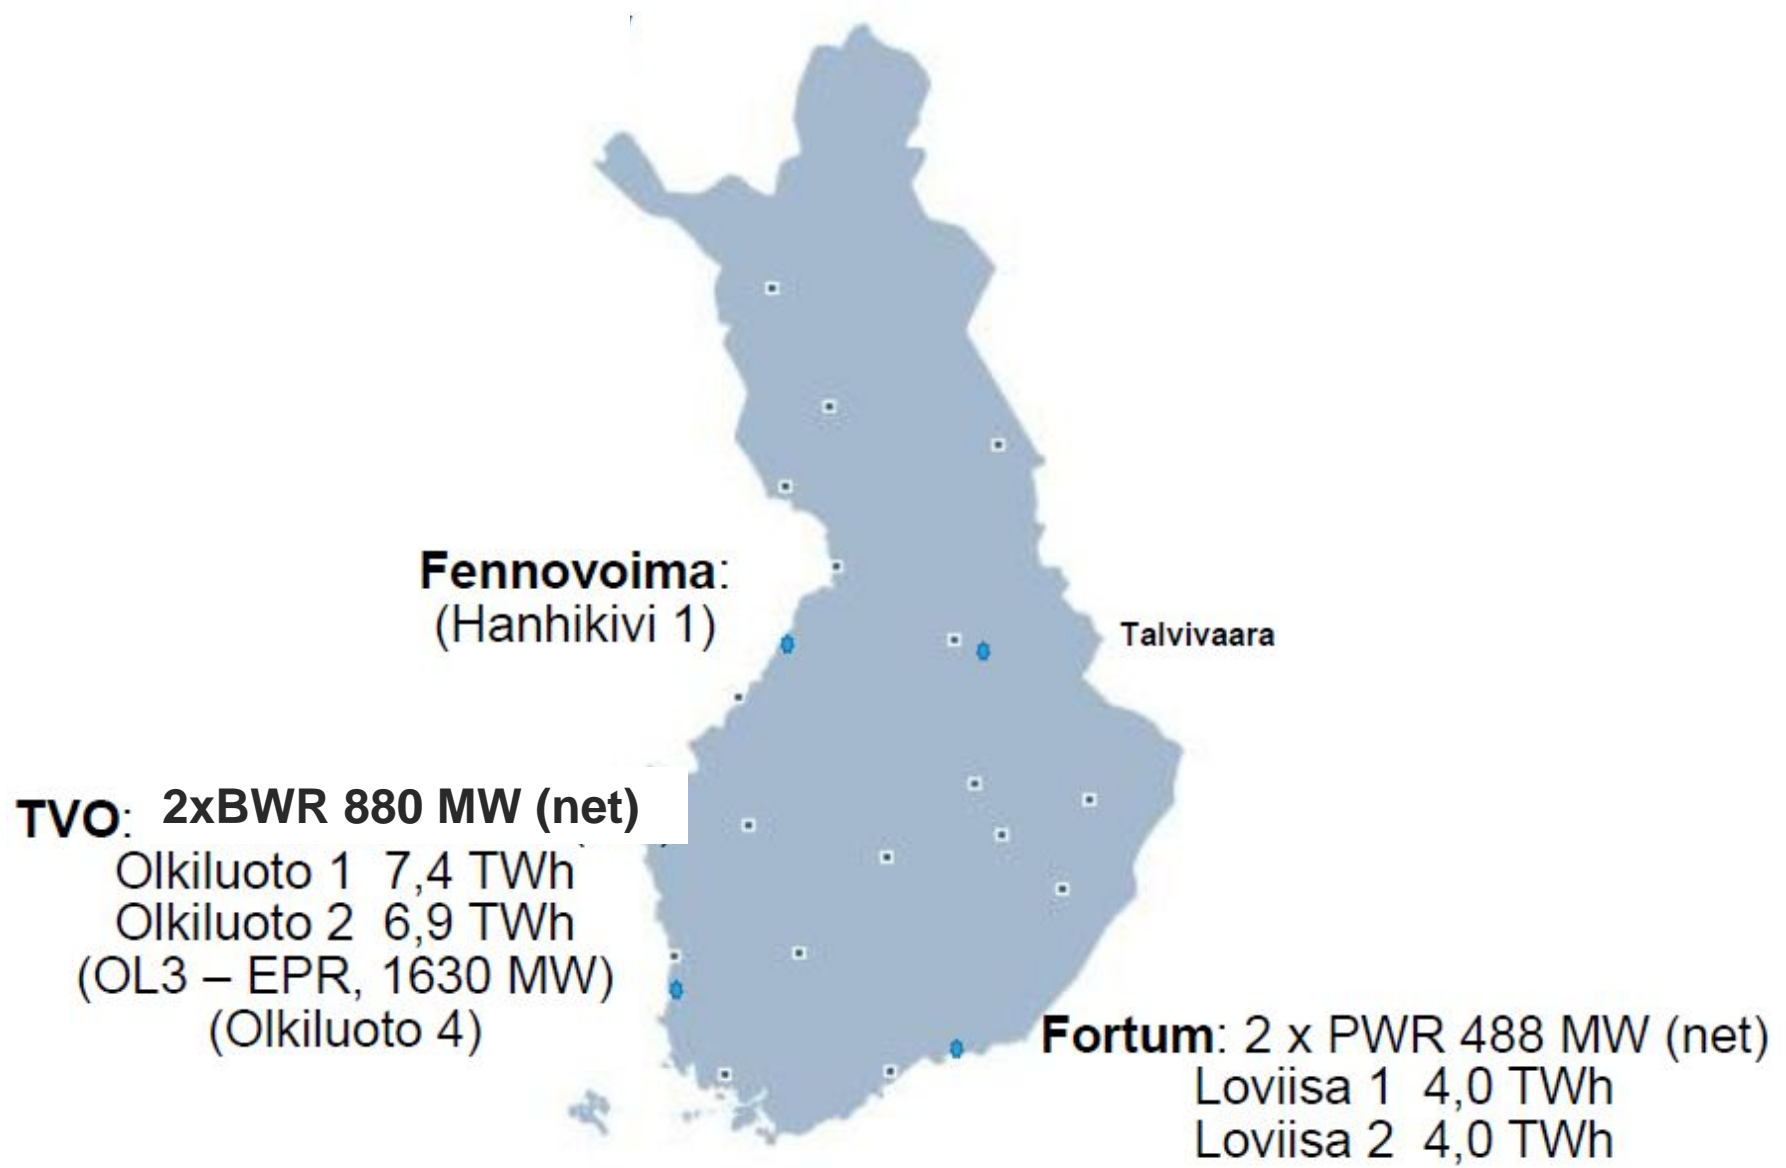 Fennovoima:
(Hanhikivi 1)
Talvivaara
TVO: 2xBWR 880 MW (net)
Olkiluoto 1 7,4 TWh
Olkiluoto 2 6,9 TWh
(OL3 – EPR, 1630 MW)
(Olkiluoto 4)
Fortum: 2 x PWR 488 MW (net)
Loviisa 1 4,0 TWh
Loviisa 2 4,0 TWh